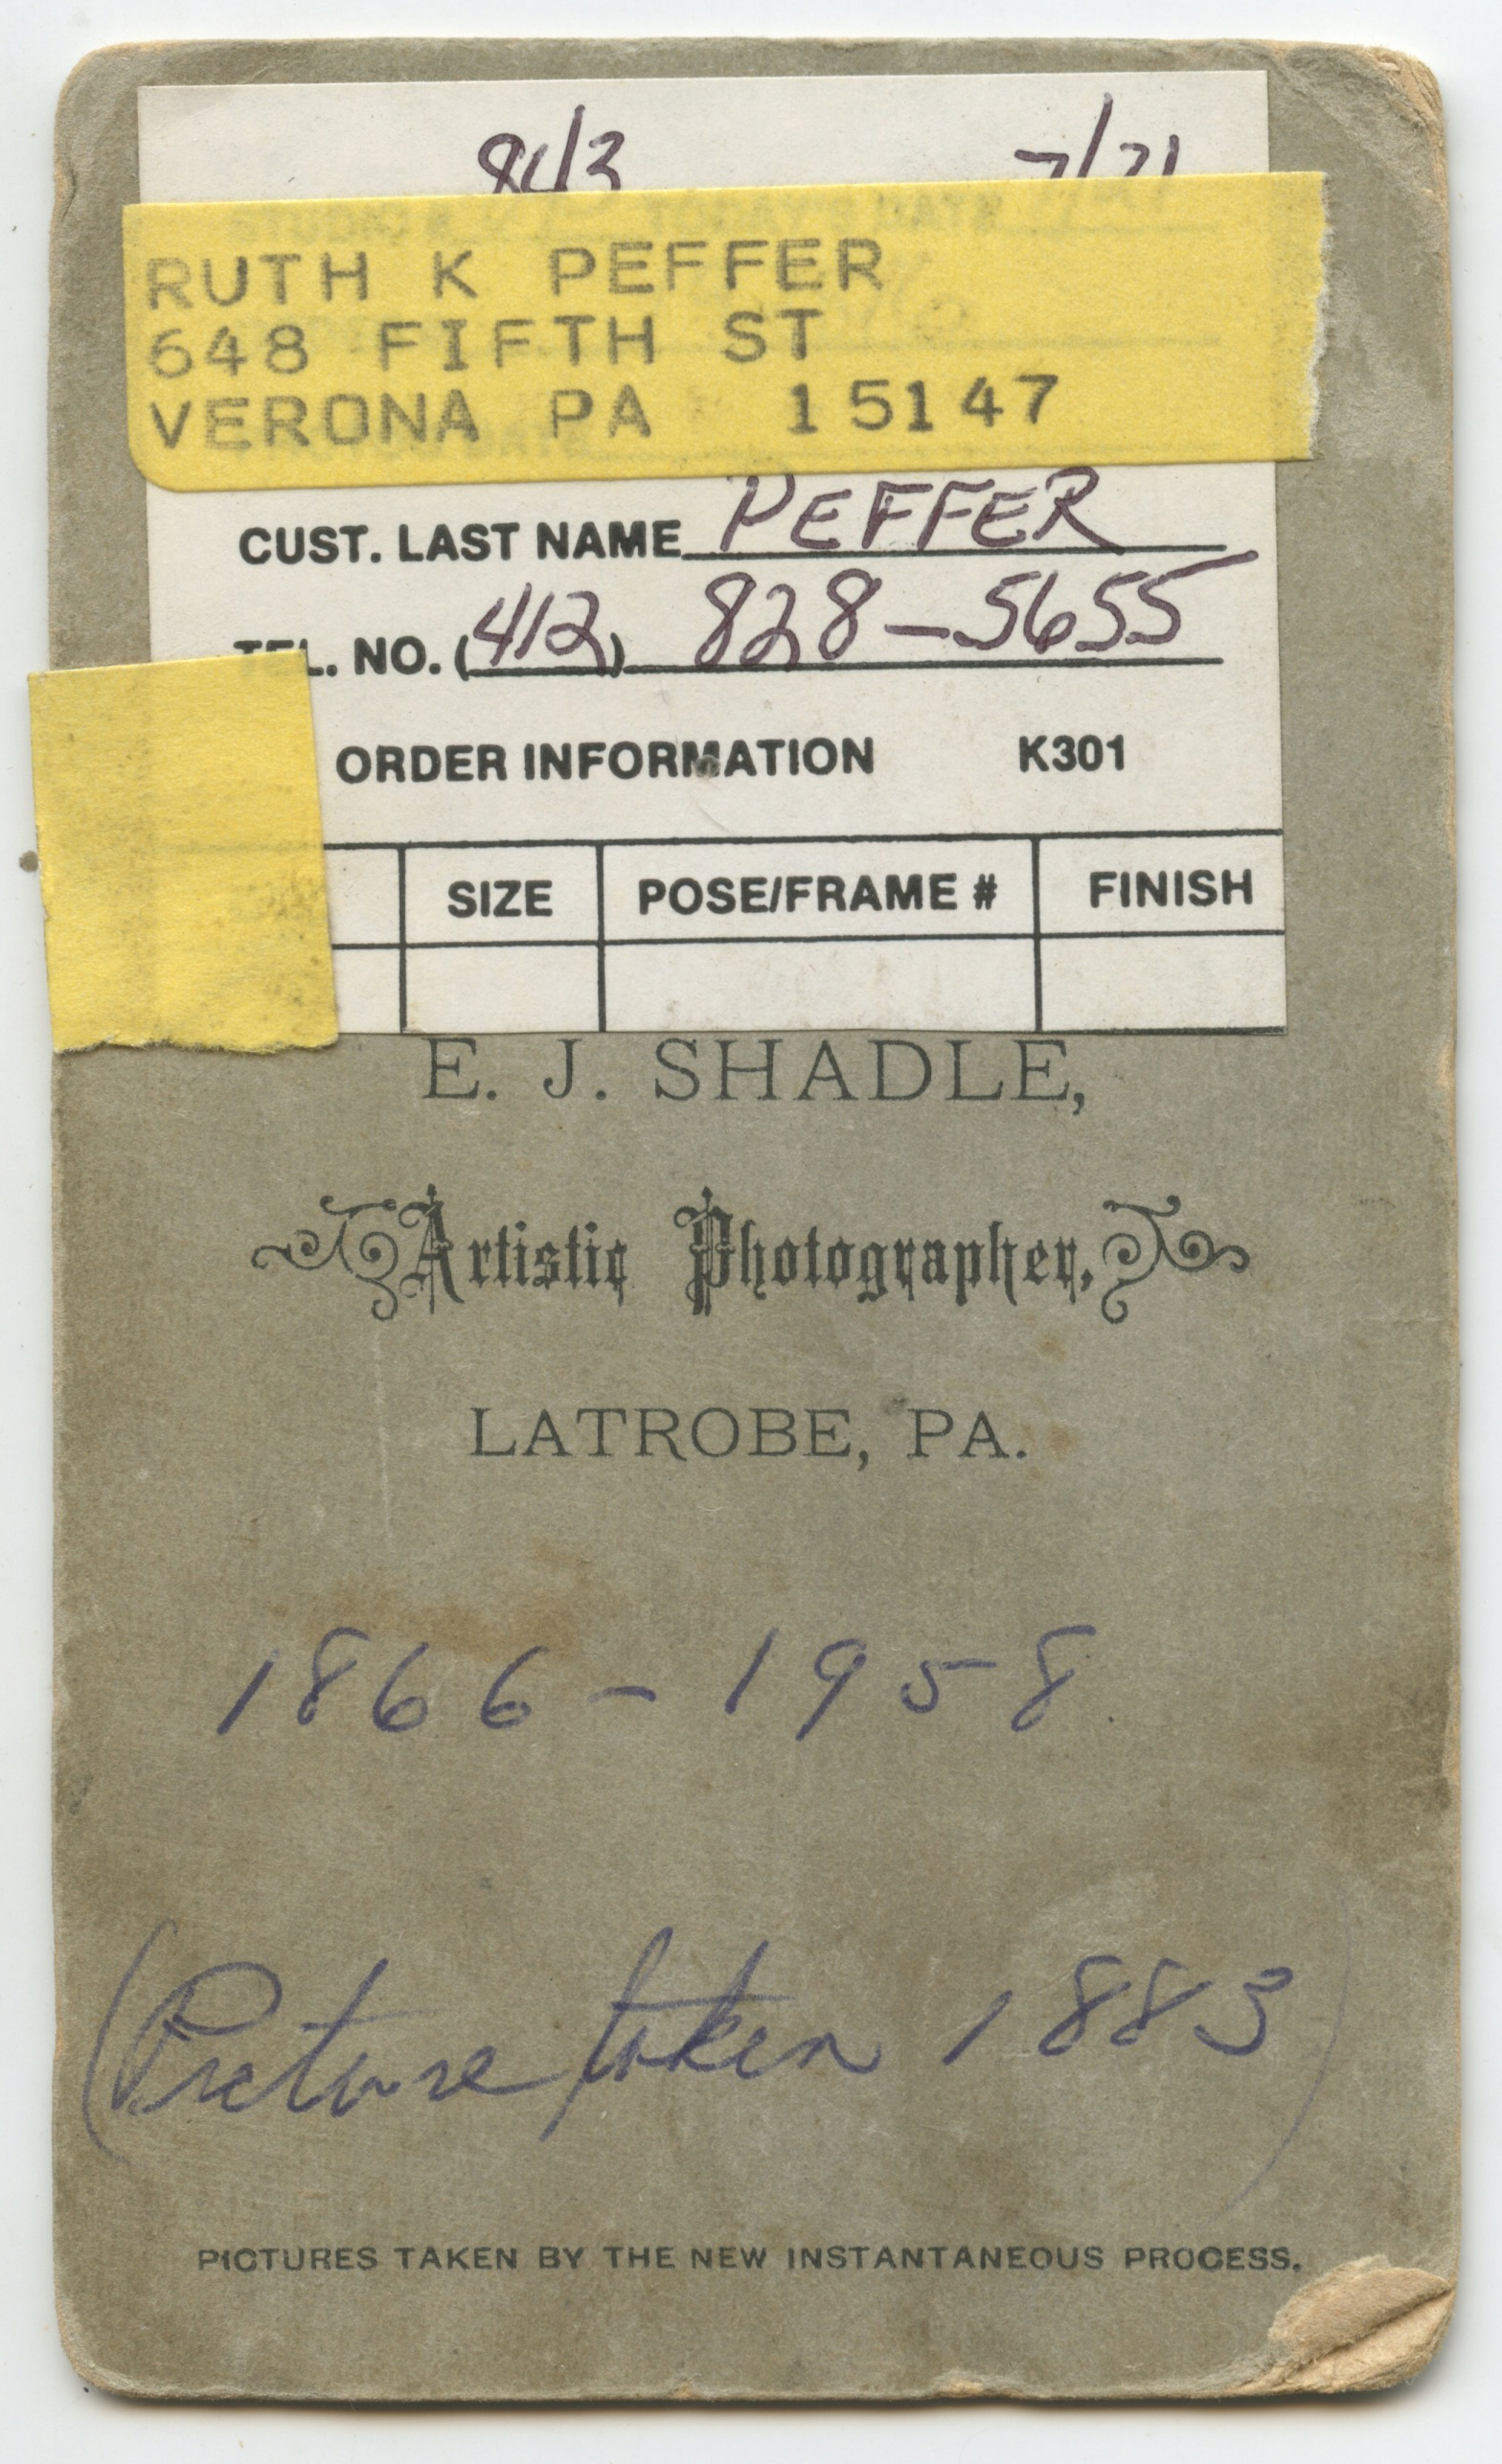 7/21
RUTH K PEFFER
648 FIFTH ST
VERONA PA 15147
CUST. LAST NAME PEFFER
TEL. NO. (412) 828-5655
ORDER INFORMATION K301
SIZE POSE/FRAME # FINISH
E. J. SHADLE,
Artistic Photographer,
LATROBE, PA.
1866-1958
(Picture taken 1883)
PICTURES TAKEN BY THE NEW INSTANTANEOUS PROCESS.